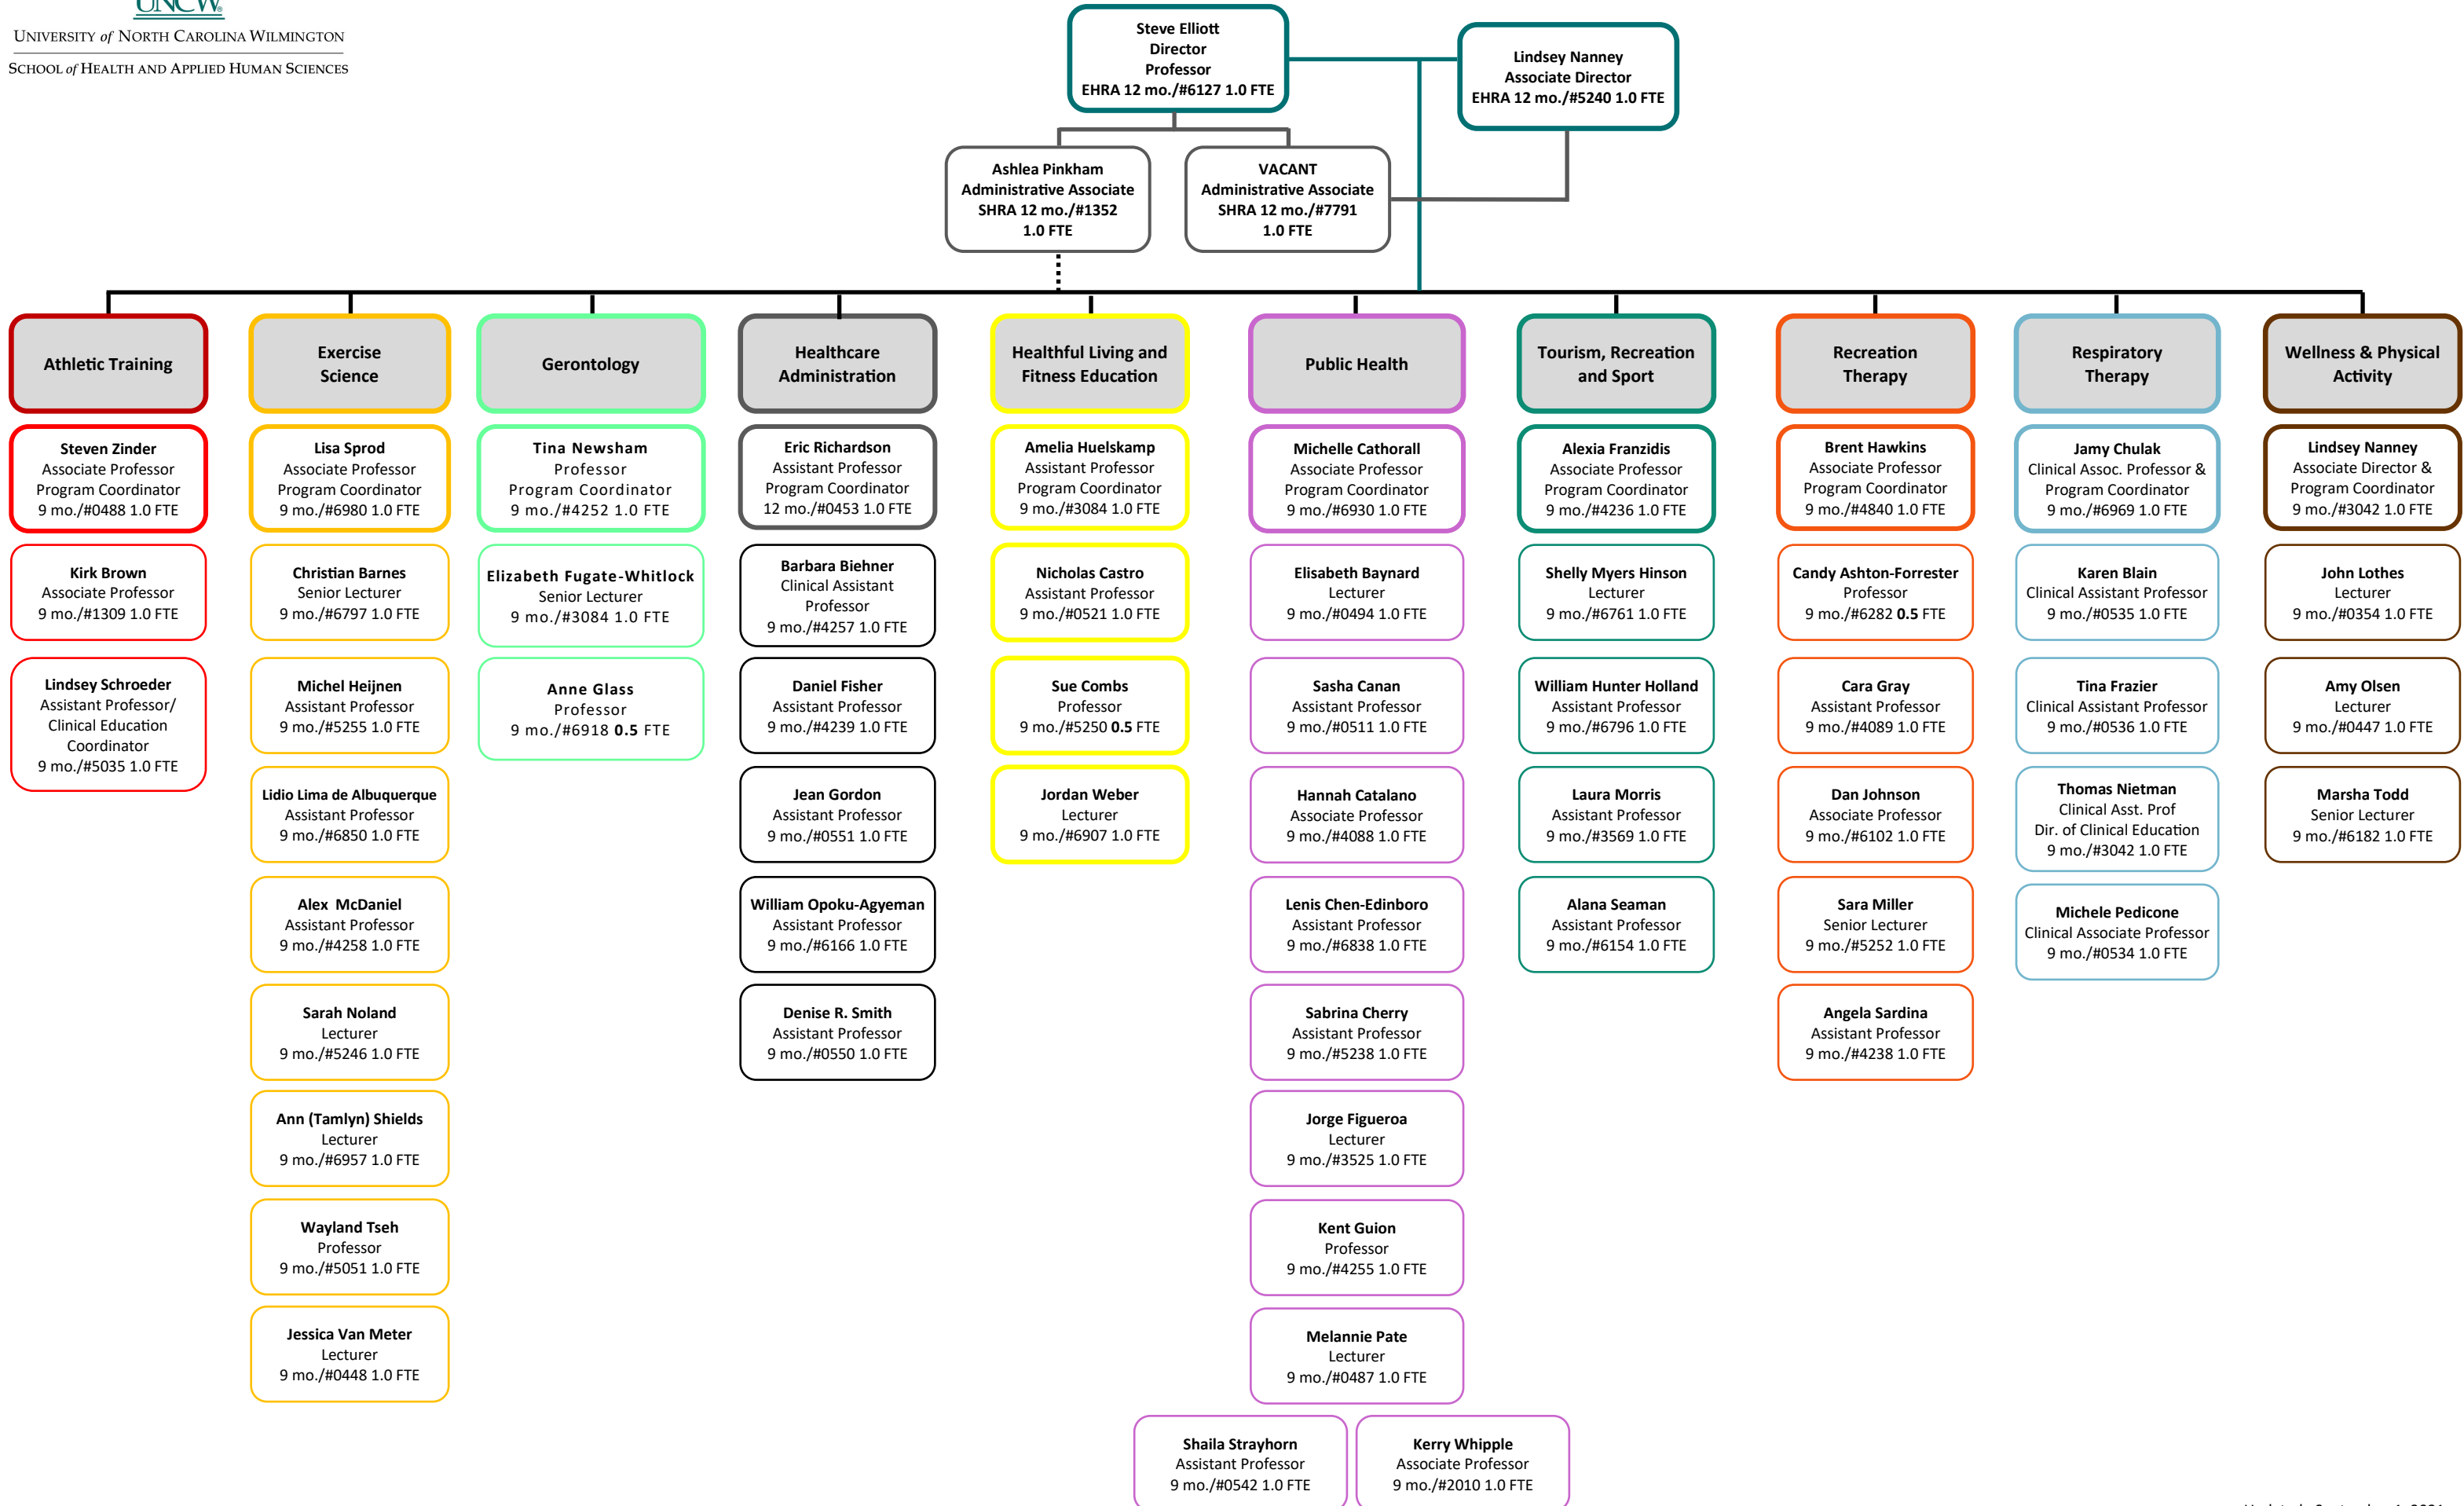 UNCW®
UNIVERSITY of NORTH CAROLINA WILMINGTON
SCHOOL of HEALTH AND APPLIED HUMAN SCIENCES
Steve Elliott
Director
Professor
EHRA 12 mo./#6127 1.0 FTE
Lindsey Nanney
Associate Director
EHRA 12 mo./#5240 1.0 FTE
Ashlea Pinkham
Administrative Associate
SHRA 12 mo./#1352
1.0 FTE
VACANT
Administrative Associate
SHRA 12 mo./#7791
1.0 FTE
Athletic Training
Steven Zinder
Associate Professor
Program Coordinator
9 mo./#0488 1.0 FTE
Kirk Brown
Associate Professor
9 mo./#1309 1.0 FTE
Lindsey Schroeder
Assistant Professor/
Clinical Education
Coordinator
9 mo./#5035 1.0 FTE
Exercise
Science
Lisa Sprod
Associate Professor
Program Coordinator
9 mo./#6980 1.0 FTE
Christian Barnes
Senior Lecturer
9 mo./#6797 1.0 FTE
Michel Heijnen
Assistant Professor
9 mo./#5255 1.0 FTE
Lidio Lima de Albuquerque
Assistant Professor
9 mo./#6850 1.0 FTE
Alex McDaniel
Assistant Professor
9 mo./#4258 1.0 FTE
Sarah Noland
Lecturer
9 mo./#5246 1.0 FTE
Ann (Tamlyn) Shields
Lecturer
9 mo./#6957 1.0 FTE
Wayland Tseh
Professor
9 mo./#5051 1.0 FTE
Jessica Van Meter
Lecturer
9 mo./#0448 1.0 FTE
Gerontology
Tina Newsham
Professor
Program Coordinator
9 mo./#4252 1.0 FTE
Elizabeth Fugate-Whitlock
Senior Lecturer
9 mo./#3084 1.0 FTE
Anne Glass
Professor
9 mo./#6918 0.5 FTE
Healthcare
Administration
Eric Richardson
Assistant Professor
Program Coordinator
12 mo./#0453 1.0 FTE
Barbara Biehner
Clinical Assistant
Professor
9 mo./#4257 1.0 FTE
Daniel Fisher
Assistant Professor
9 mo./#4239 1.0 FTE
Jean Gordon
Assistant Professor
9 mo./#0551 1.0 FTE
William Opoku-Agyeman
Assistant Professor
9 mo./#6166 1.0 FTE
Denise R. Smith
Assistant Professor
9 mo./#0550 1.0 FTE
Healthful Living and
Fitness Education
Amelia Huelskamp
Assistant Professor
Program Coordinator
9 mo./#3084 1.0 FTE
Nicholas Castro
Assistant Professor
9 mo./#0521 1.0 FTE
Sue Combs
Professor
9 mo./#5250 0.5 FTE
Jordan Weber
Lecturer
9 mo./#6907 1.0 FTE
Public Health
Michelle Cathorall
Associate Professor
Program Coordinator
9 mo./#6930 1.0 FTE
Elisabeth Baynard
Lecturer
9 mo./#0494 1.0 FTE
Sasha Canan
Assistant Professor
9 mo./#0511 1.0 FTE
Hannah Catalano
Associate Professor
9 mo./#4088 1.0 FTE
Lenis Chen-Edinboro
Assistant Professor
9 mo./#6838 1.0 FTE
Sabrina Cherry
Assistant Professor
9 mo./#5238 1.0 FTE
Jorge Figueroa
Lecturer
9 mo./#3525 1.0 FTE
Kent Guion
Professor
9 mo./#4255 1.0 FTE
Melannie Pate
Lecturer
9 mo./#0487 1.0 FTE
Shaila Strayhorn
Assistant Professor
9 mo./#0542 1.0 FTE
Kerry Whipple
Associate Professor
9 mo./#2010 1.0 FTE
Tourism, Recreation
and Sport
Alexia Franzidis
Associate Professor
Program Coordinator
9 mo./#4236 1.0 FTE
Shelly Myers Hinson
Lecturer
9 mo./#6761 1.0 FTE
William Hunter Holland
Assistant Professor
9 mo./#6796 1.0 FTE
Laura Morris
Assistant Professor
9 mo./#3569 1.0 FTE
Alana Seaman
Assistant Professor
9 mo./#6154 1.0 FTE
Recreation
Therapy
Brent Hawkins
Associate Professor
Program Coordinator
9 mo./#4840 1.0 FTE
Candy Ashton-Forrester
Professor
9 mo./#6282 0.5 FTE
Cara Gray
Assistant Professor
9 mo./#4089 1.0 FTE
Dan Johnson
Associate Professor
9 mo./#6102 1.0 FTE
Sara Miller
Senior Lecturer
9 mo./#5252 1.0 FTE
Angela Sardina
Assistant Professor
9 mo./#4238 1.0 FTE
Respiratory
Therapy
Jamy Chulak
Clinical Assoc. Professor &
Program Coordinator
9 mo./#6969 1.0 FTE
Karen Blain
Clinical Assistant Professor
9 mo./#0535 1.0 FTE
Tina Frazier
Clinical Assistant Professor
9 mo./#0536 1.0 FTE
Thomas Nietman
Clinical Asst. Prof
Dir. of Clinical Education
9 mo./#3042 1.0 FTE
Michele Pedicone
Clinical Associate Professor
9 mo./#0534 1.0 FTE
Wellness & Physical
Activity
Lindsey Nanney
Associate Director &
Program Coordinator
9 mo./#3042 1.0 FTE
John Lothes
Lecturer
9 mo./#0354 1.0 FTE
Amy Olsen
Lecturer
9 mo./#0447 1.0 FTE
Marsha Todd
Senior Lecturer
9 mo./#6182 1.0 FTE